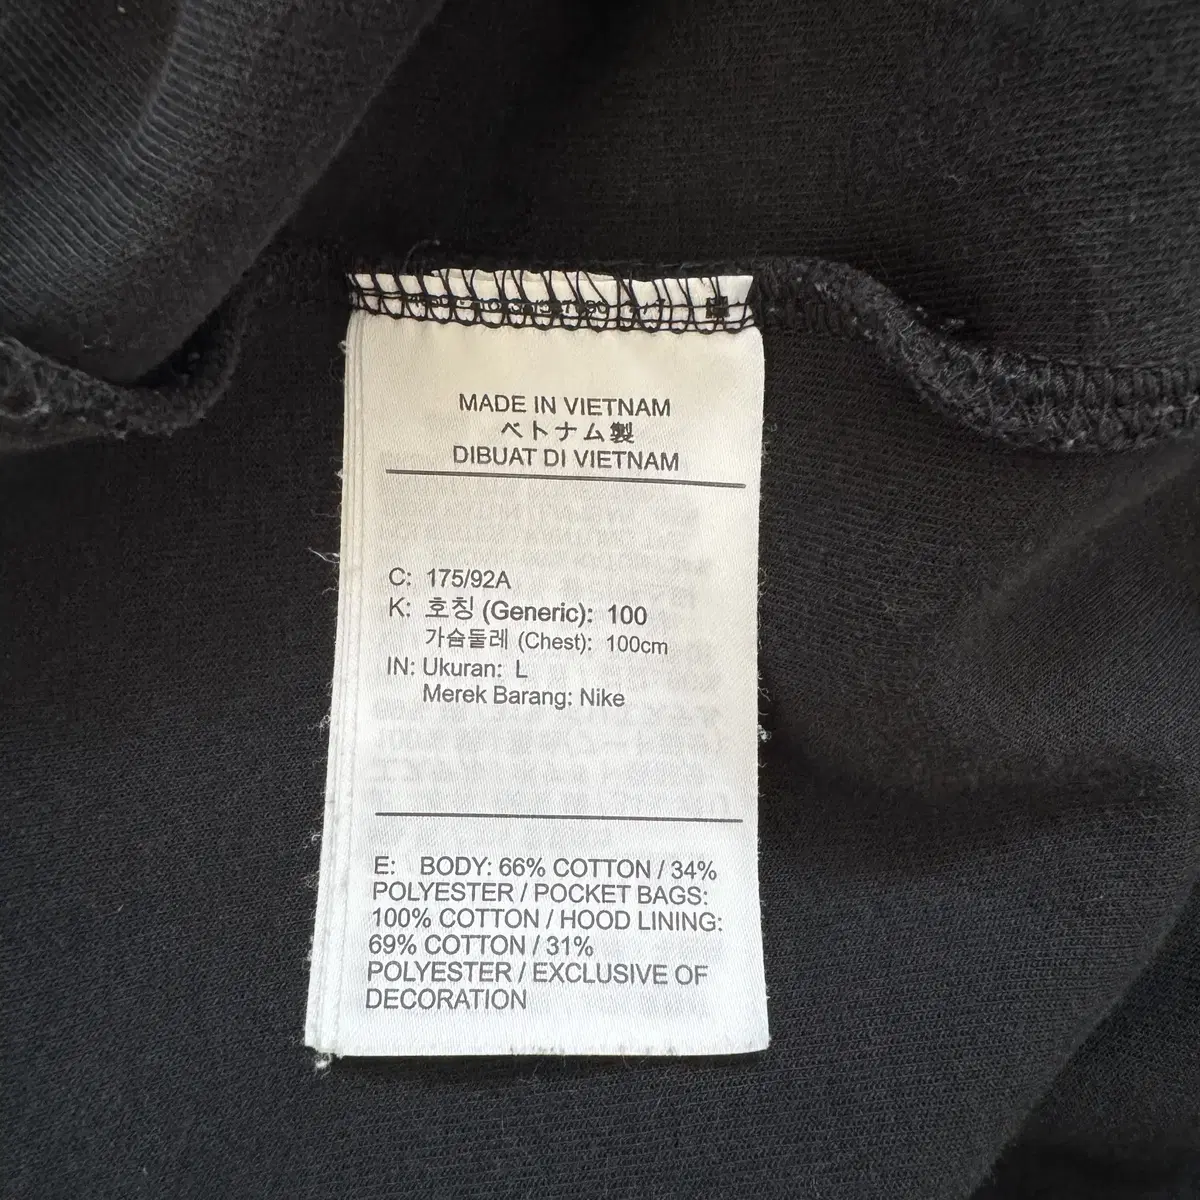 MADE IN VIETNAM
ベトナム製
DIBUAT DI VIETNAM
C: 175/92A
K: 호칭 (Generic): 100
가슴둘레 (Chest): 100cm
IN: Ukuran: L
Merek Barang: Nike
E: BODY: 66% COTTON / 34%
POLYESTER / POCKET BAGS:
100% COTTON / HOOD LINING:
69% COTTON / 31%
POLYESTER / EXCLUSIVE OF
DECORATION